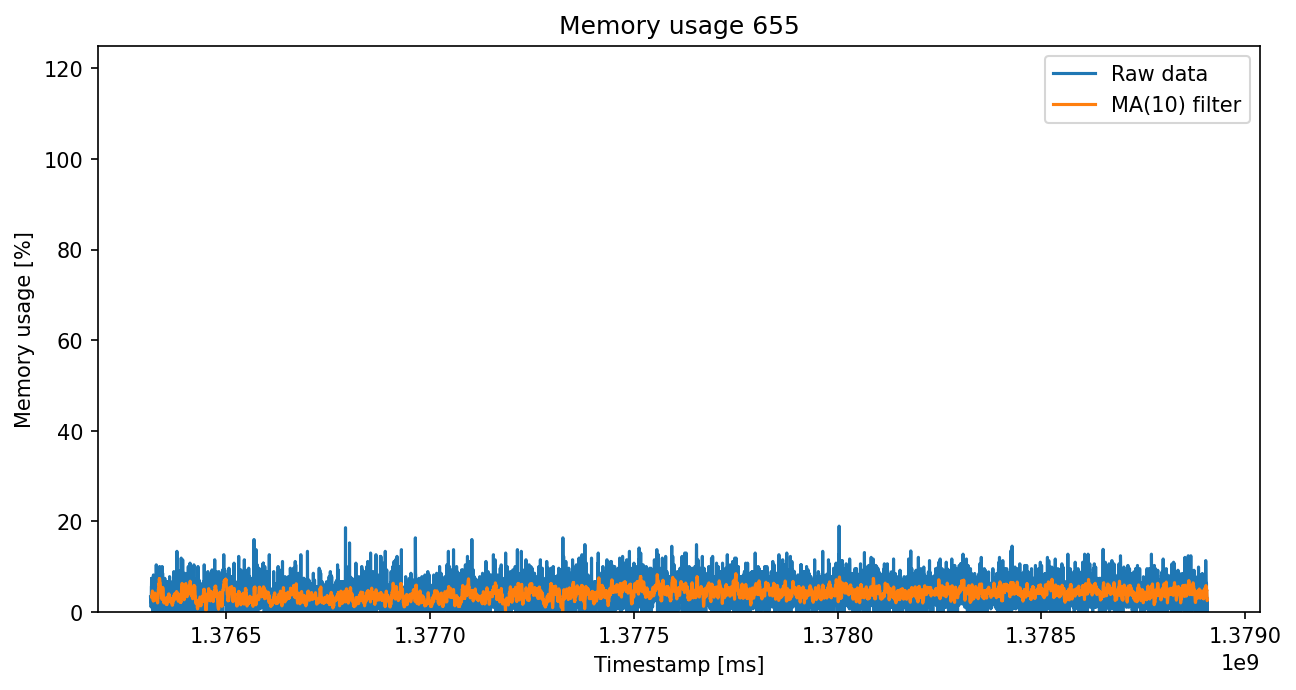 Memory usage 655
Raw data
MA(10) filter
Memory usage [%]
120
100
80
60
40
20
0
1.3765 1.3770 1.3775 1.3780 1.3785 1.3790
1e9
Timestamp [ms]